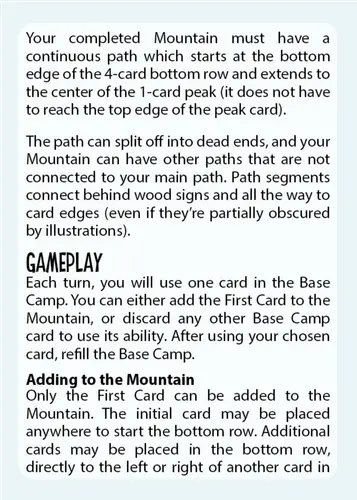 Your completed Mountain must have a
continuous path which starts at the bottom
edge of the 4-card bottom row and extends to
the center of the 1-card peak (it does not have
to reach the top edge of the peak card).
The path can split off into dead ends, and your
Mountain can have other paths that are not
connected to your main path. Path segments
connect behind wood signs and all the way to
card edges (even if they're partially obscured
by illustrations).
GAMEPLAY
Each turn, you will use one card in the Base
Camp. You can either add the First Card to the
Mountain, or discard any other Base Camp
card to use its ability. After using your chosen
card, refill the Base Camp.
Adding to the Mountain
Only the First Card can be added to the
Mountain. The initial card may be placed
anywhere to start the bottom row. Additional
cards may be placed in the bottom row,
directly to the left or right of another card in